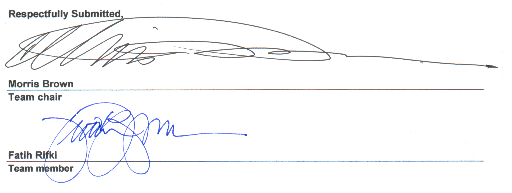 Respectfully Submitted,
Morris Brown
Team chair
Fatih Rifki
Team member